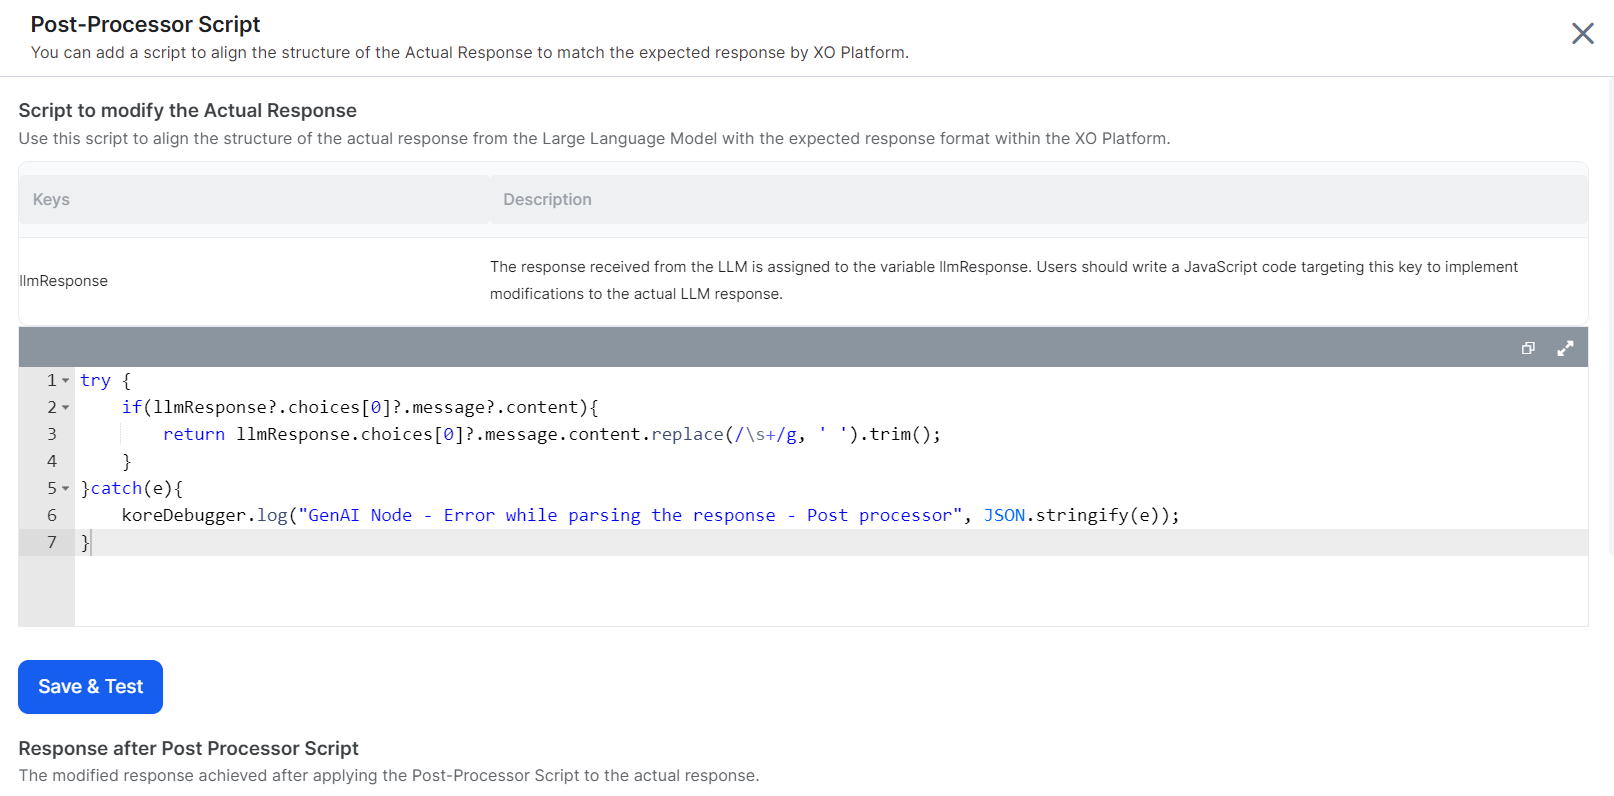 Post-Processor Script
You can add a script to align the structure of the Actual Response to match the expected response by XO Platform.
Script to modify the Actual Response
Use this script to align the structure of the actual response from the Large Language Model with the expected response format within the XO Platform.
Keys Description
llmResponse
The response received from the LLM is assigned to the variable llmResponse. Users should write a JavaScript code targeting this key to implement
modifications to the actual LLM response.
1 try {
2     if(llmResponse?.choices[0]?.message?.content){
3         return llmResponse.choices[0]?.message.content.replace(/\s+/g, ' ').trim();
4     }
5 }catch(e){
6     koreDebugger.log("GenAI Node - Error while parsing the response - Post processor", JSON.stringify(e));
7 }
Save & Test
Response after Post Processor Script
The modified response achieved after applying the Post-Processor Script to the actual response.